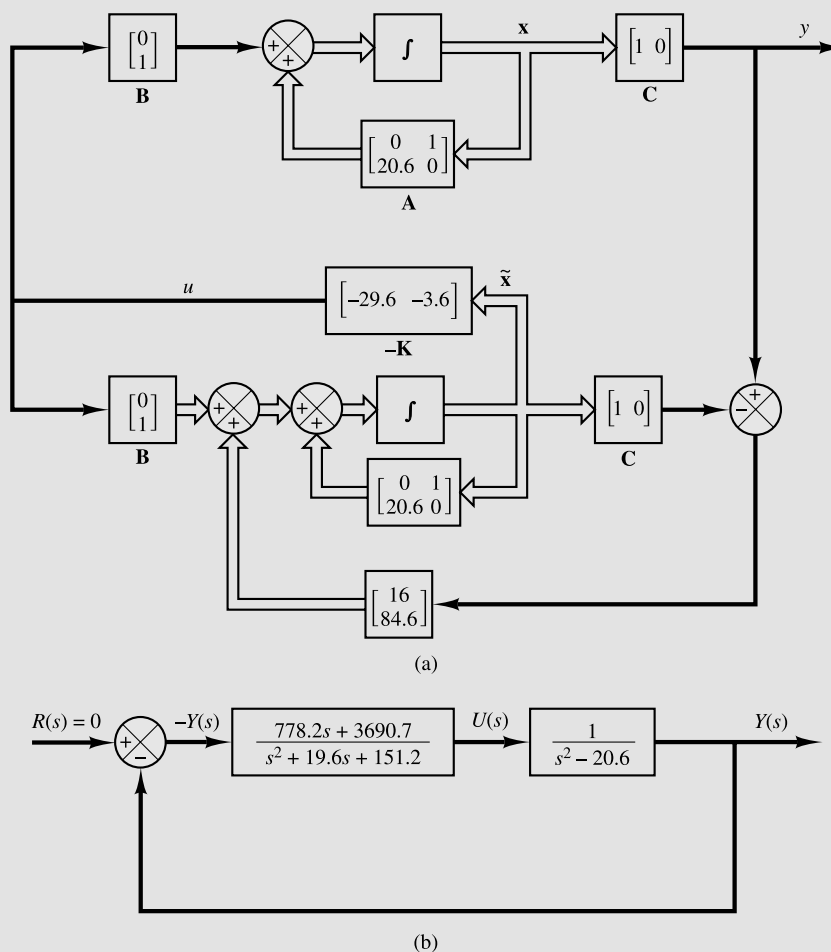 [0 1] B
+ +
∫
x
[1 0] C
y
[0 1 20.6 0] A
u
[−29.6 −3.6] −K
x̃
[0 1] B
+ +
+ +
∫
[1 0] C
+ −
[0 1 20.6 0]
[16 84.6]
(a)
R(s) = 0
+ −
−Y(s)
778.2s + 3690.7
s² + 19.6s + 151.2
U(s)
1
s² − 20.6
Y(s)
(b)